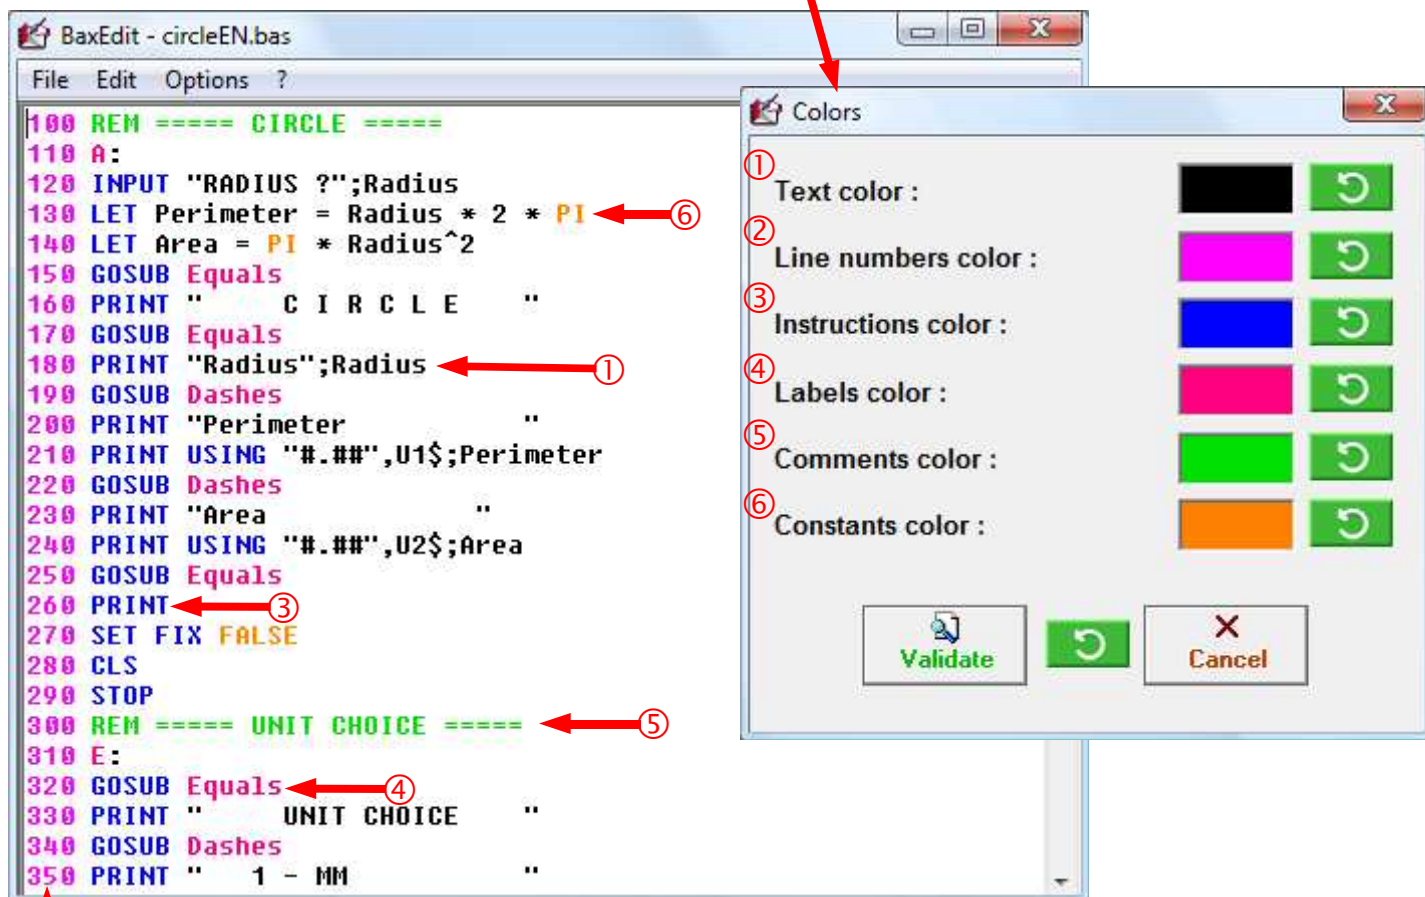 BaxEdit - circleEN.bas
File Edit Options ?
100 REM ===== CIRCLE =====
110 A:
120 INPUT "RADIUS ?";Radius
130 LET Perimeter = Radius * 2 * PI ⑥
140 LET Area = PI * Radius^2
150 GOSUB Equals
160 PRINT "     C I R C L E    "
170 GOSUB Equals
180 PRINT "Radius";Radius ①
190 GOSUB Dashes
200 PRINT "Perimeter           "
210 PRINT USING "#.##",U1$;Perimeter
220 GOSUB Dashes
230 PRINT "Area             "
240 PRINT USING "#.##",U2$;Area
250 GOSUB Equals
260 PRINT ③
270 SET FIX FALSE
280 CLS
290 STOP
300 REM ===== UNIT CHOICE ===== ⑤
310 E:
320 GOSUB Equals ④
330 PRINT "     UNIT CHOICE    "
340 GOSUB Dashes
350 PRINT "   1 - MM           "
Colors
① Text color :
② Line numbers color :
③ Instructions color :
④ Labels color :
⑤ Comments color :
⑥ Constants color :
Validate
Cancel